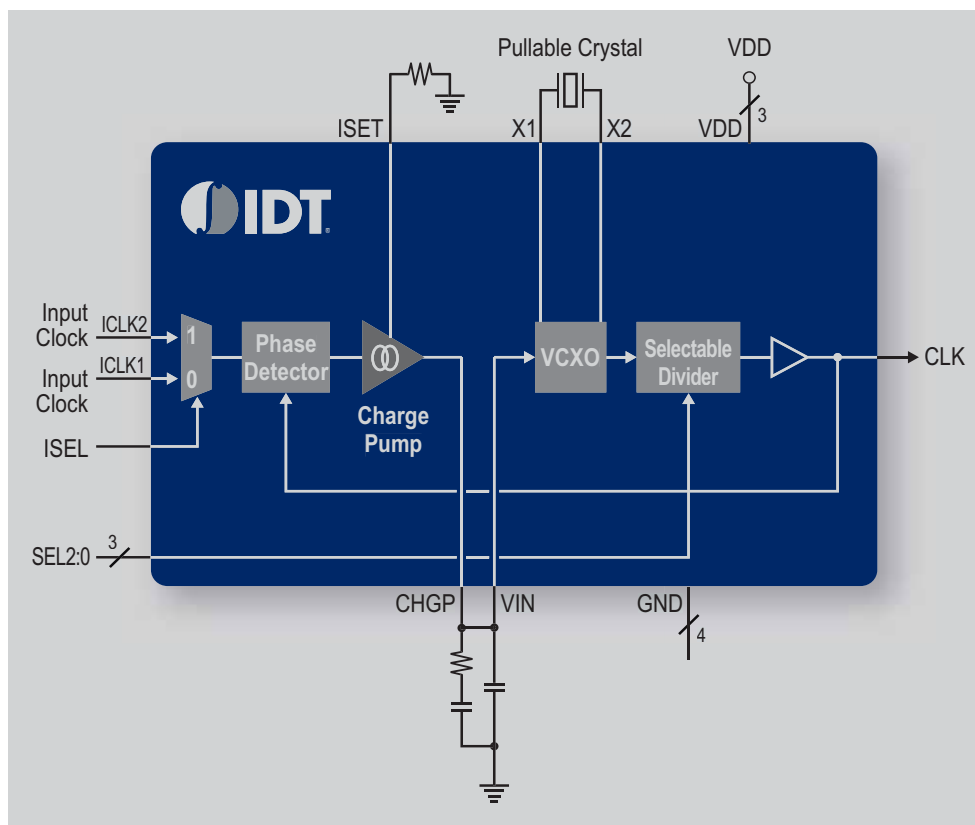 Pullable Crystal
VDD
3
ISET
X1
X2
VDD
IDT®
Input
Clock
ICLK2
ICLK1
Input
Clock
1
0
Phase
Detector
Charge
Pump
VCXO
Selectable
Divider
CLK
ISEL
SEL2:0
3
CHGP
VIN
GND
4